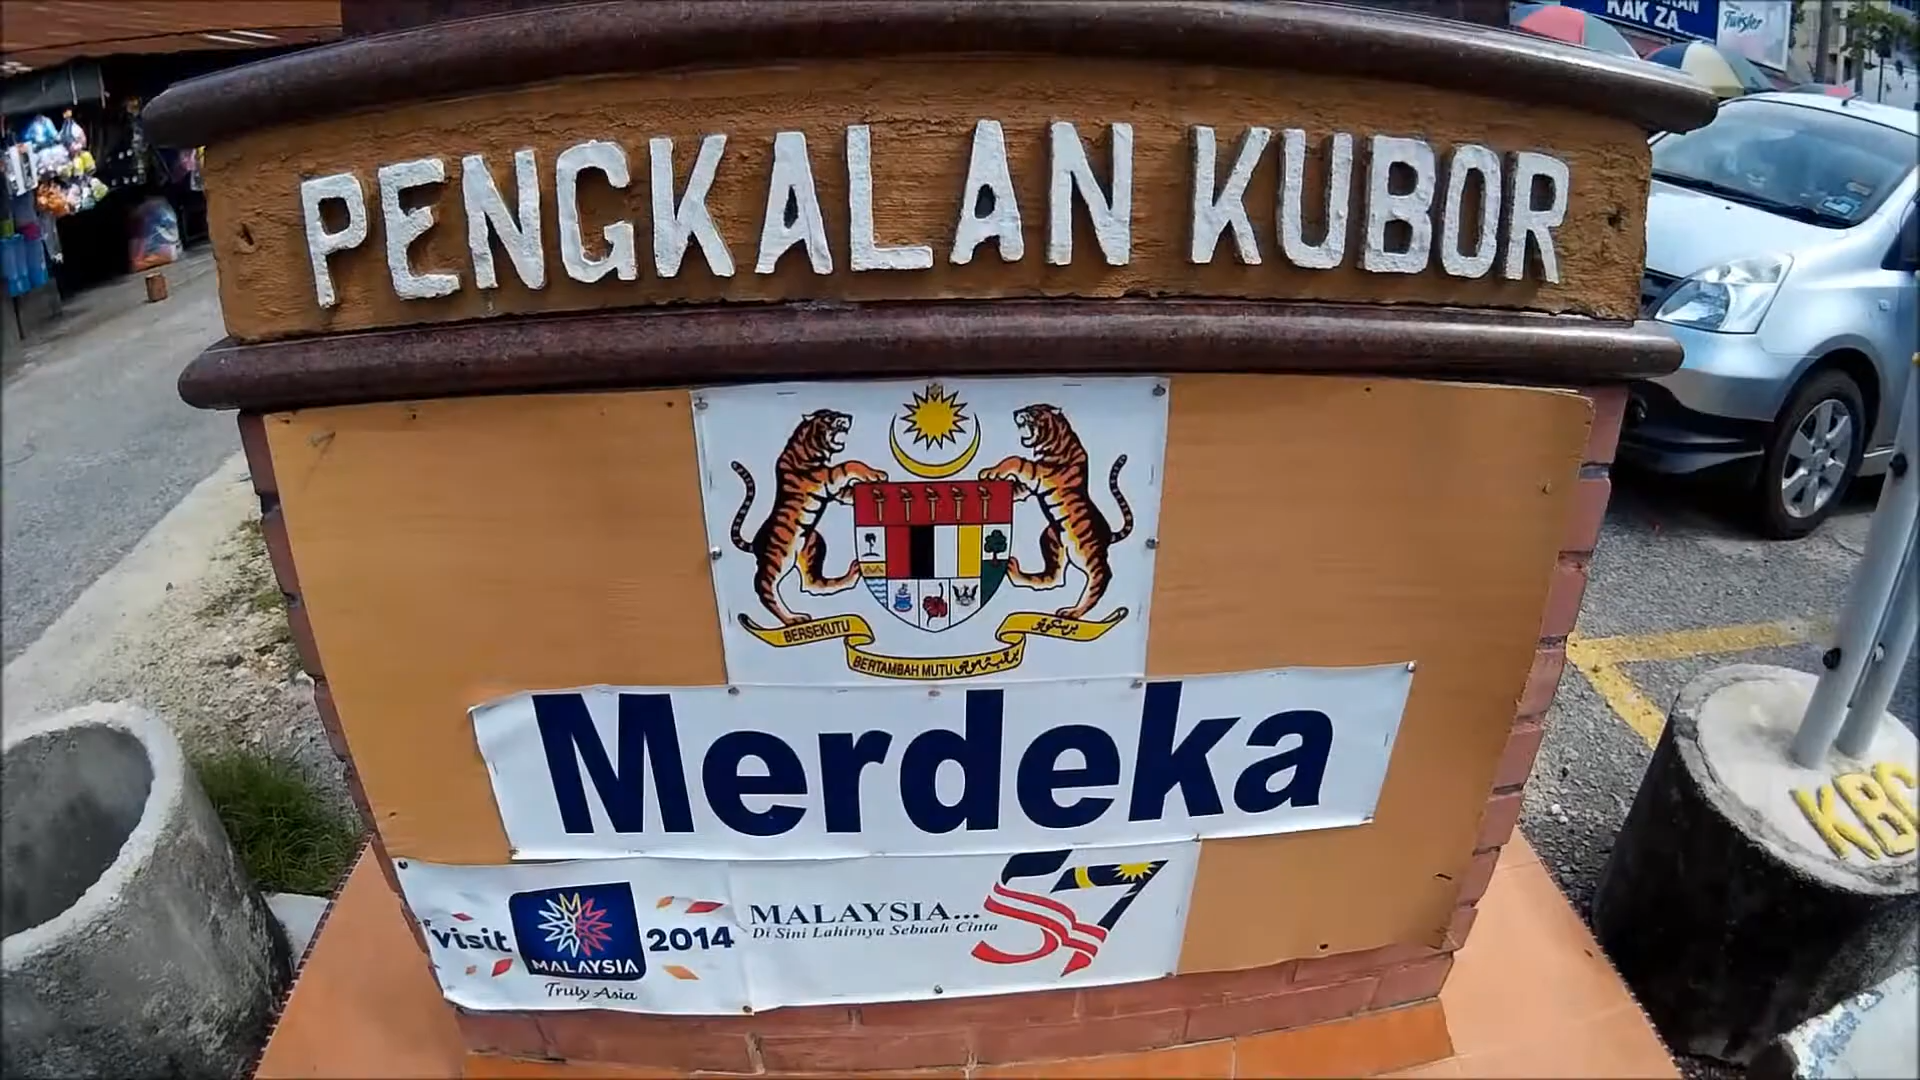 KAK ZA
Twister
PENGKALAN KUBOR
BERSEKUTU
BERTAMBAH MUTU
Merdeka
visit
MALAYSIA
2014
Truly Asia
MALAYSIA...
Di Sini Lahirnya Sebuah Cinta
57